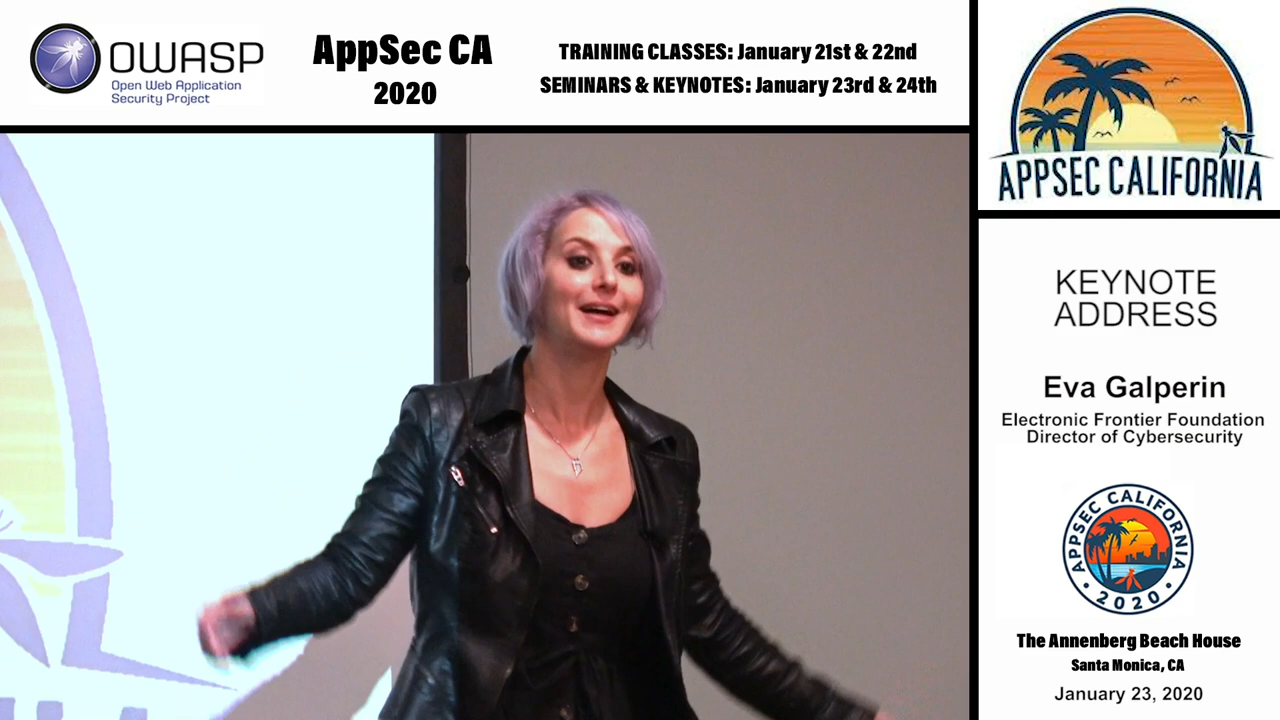 OWASP
Open Web Application
Security Project
AppSec CA
2020
TRAINING CLASSES: January 21st & 22nd
SEMINARS & KEYNOTES: January 23rd & 24th
APPSEC CALIFORNIA
KEYNOTE
ADDRESS
Eva Galperin
Electronic Frontier Foundation
Director of Cybersecurity
APPSEC CALIFORNIA
• 2020 •
The Annenberg Beach House
Santa Monica, CA
January 23, 2020